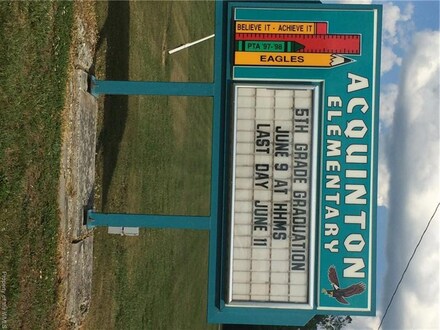 ACQUINTON
ELEMENTARY
BELIEVE IT - ACHIEVE IT
PTA '97-'98
EAGLES
5TH GRADE GRADUATION
JUNE 9 AT HHMS
LAST DAY JUNE 11